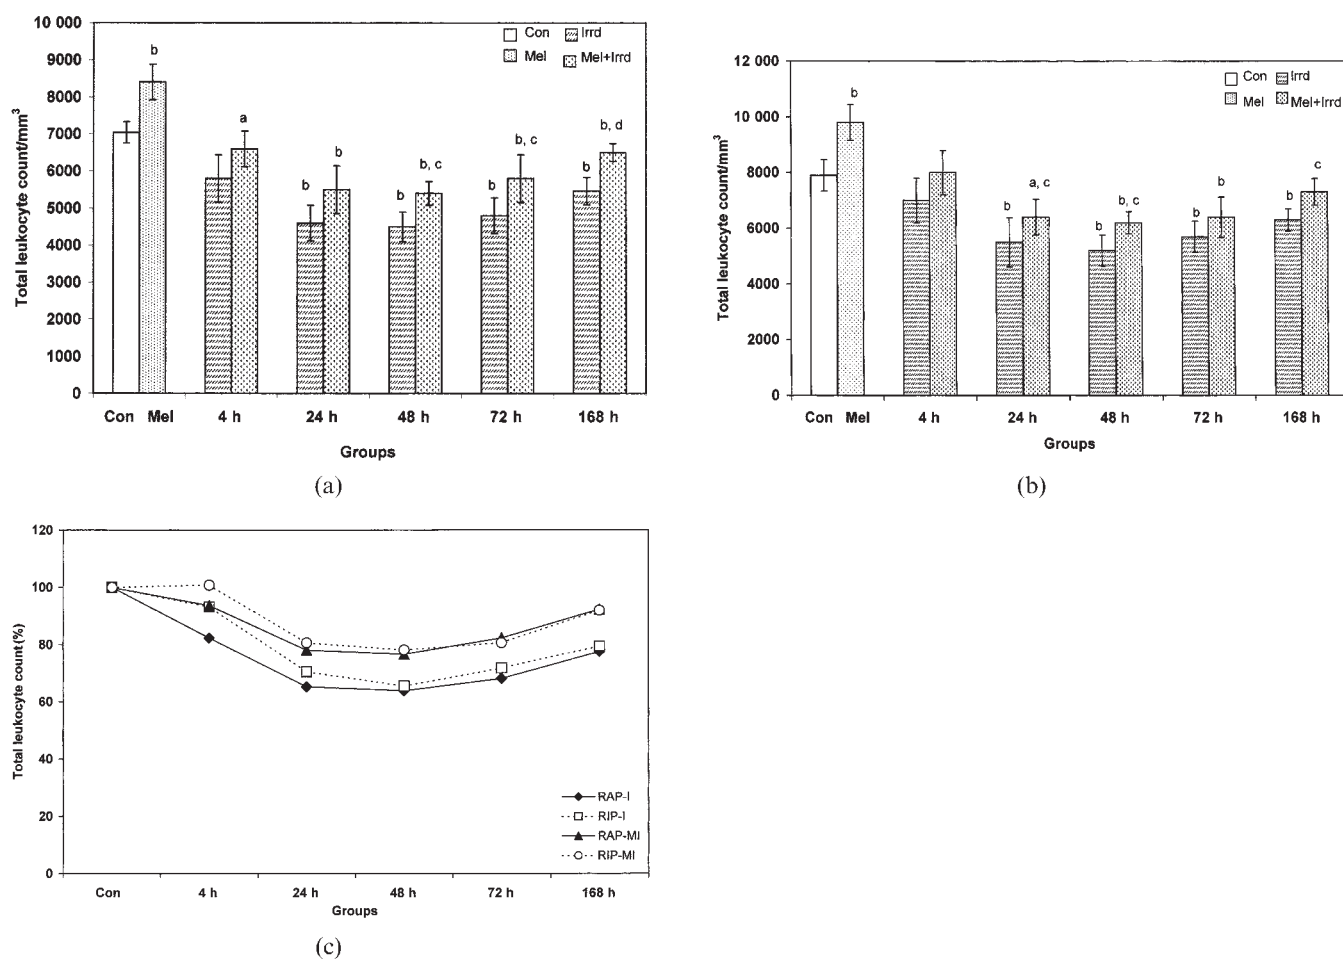 10 000
9000
8000
7000
6000
5000
4000
3000
2000
1000
0
Total leukocyte count/mm3
Con Irrd
Mel Mel+Irrd
b
a
b b
b b, c
b b, c
b b, d
Con Mel 4 h 24 h 48 h 72 h 168 h
Groups
(a)
12 000
10 000
8000
6000
4000
2000
0
Total leukocyte count/mm3
Con Irrd
Mel Mel+Irrd
b
b a, c
b b, c
b b
b c
Con Mel 4 h 24 h 48 h 72 h 168 h
Groups
(b)
120
100
80
60
40
20
0
Total leukocyte count (%)
RAP-I
RIP-I
RAP-MI
RIP-MI
Con 4 h 24 h 48 h 72 h 168 h
Groups
(c)